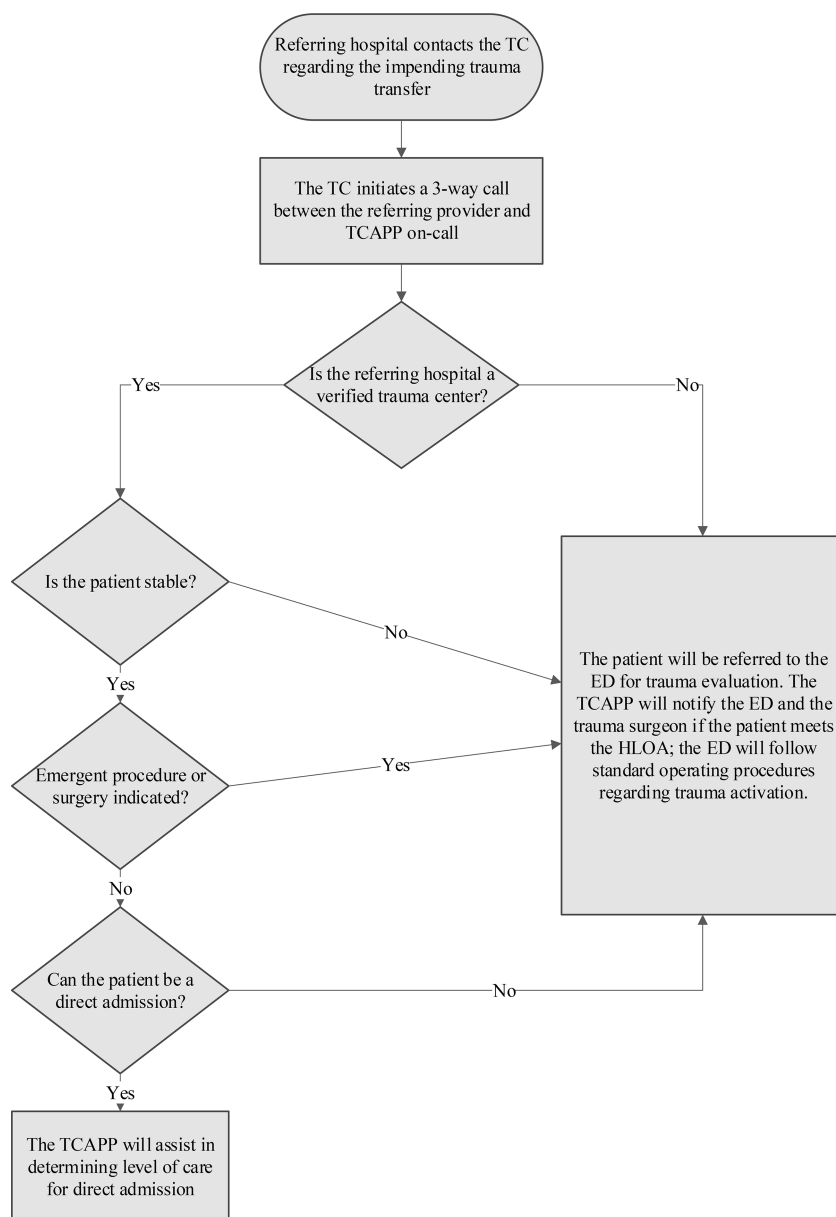 Referring hospital contacts the TC
regarding the impending trauma
transfer
The TC initiates a 3-way call
between the referring provider and
TCAPP on-call
Is the referring hospital a
verified trauma center?
Yes
No
Is the patient stable?
No
Yes
Emergent procedure or
surgery indicated?
Yes
No
The patient will be referred to the
ED for trauma evaluation. The
TCAPP will notify the ED and the
trauma surgeon if the patient meets
the HLOA; the ED will follow
standard operating procedures
regarding trauma activation.
Can the patient be a
direct admission?
No
Yes
The TCAPP will assist in
determining level of care
for direct admission